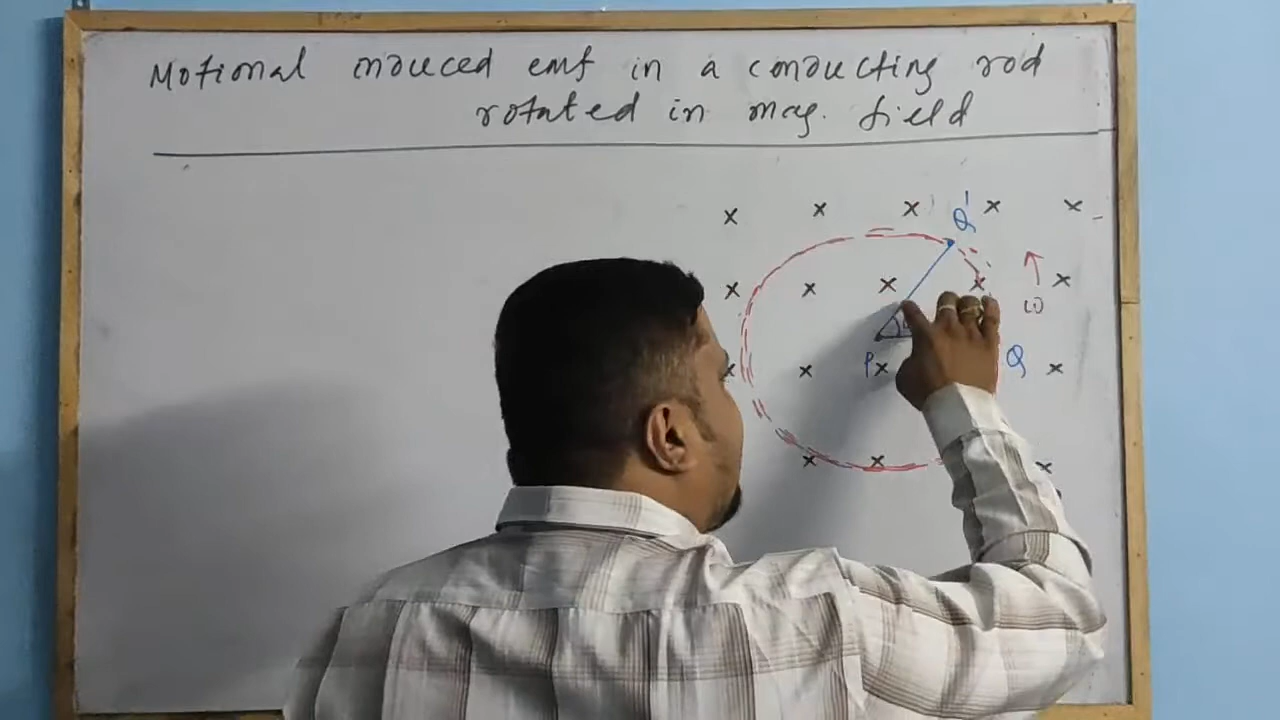 Motional induced emf in a conducting rod
rotated in mag. field
x x x x x
Q'
x x x x x
ω
P
Q
x x x x
x x x